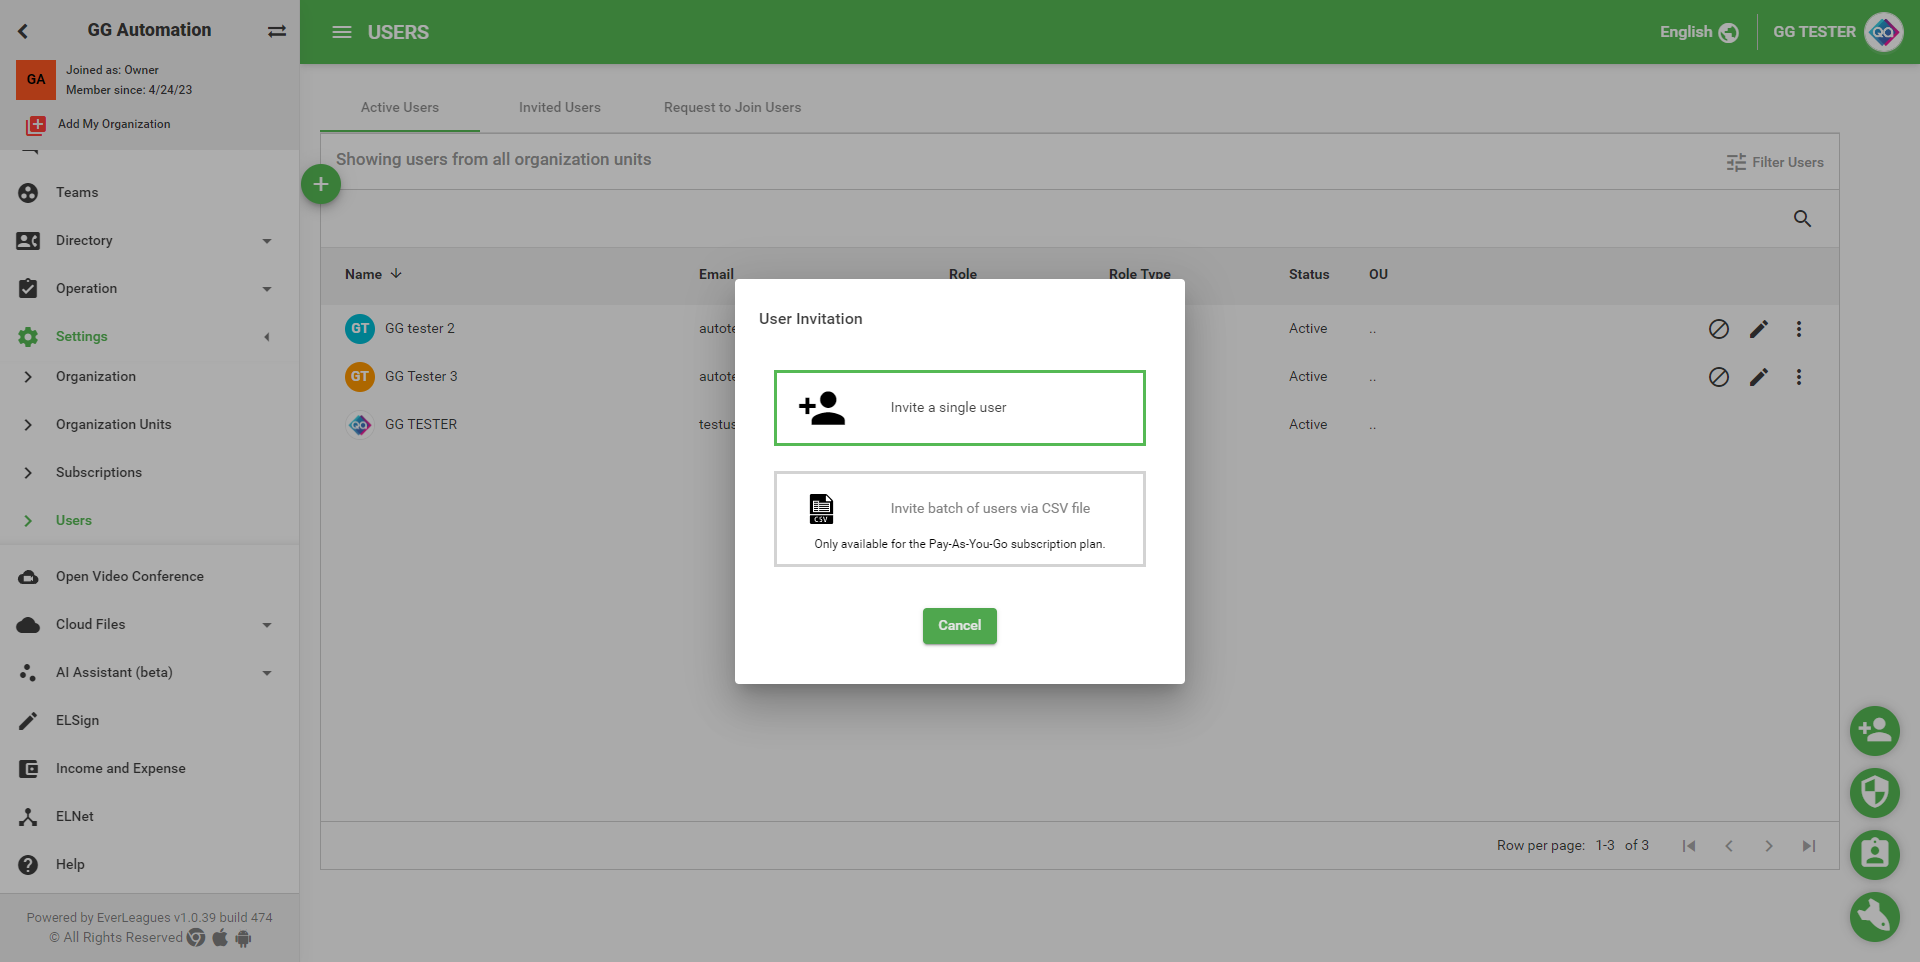 GG Automation
GA
Joined as: Owner
Member since: 4/24/23
Add My Organization
Teams
Directory
Operation
Settings
Organization
Organization Units
Subscriptions
Users
Open Video Conference
Cloud Files
AI Assistant (beta)
ELSign
Income and Expense
ELNet
Help
Powered by EverLeagues v1.0.39 build 474
© All Rights Reserved
USERS
English
GG TESTER
Active Users
Invited Users
Request to Join Users
Showing users from all organization units
Filter Users
Name
Email
Role
Role Type
Status
OU
GT GG tester 2 Active ..
GT GG Tester 3 Active ..
GG TESTER Active ..
User Invitation
Invite a single user
CSV
Invite batch of users via CSV file
Only available for the Pay-As-You-Go subscription plan.
Cancel
Row per page: 1-3 of 3